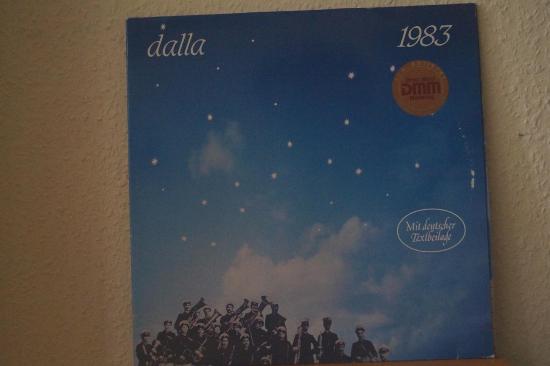 dalla 1983
DMM
Mit deutscher
Textbeilage